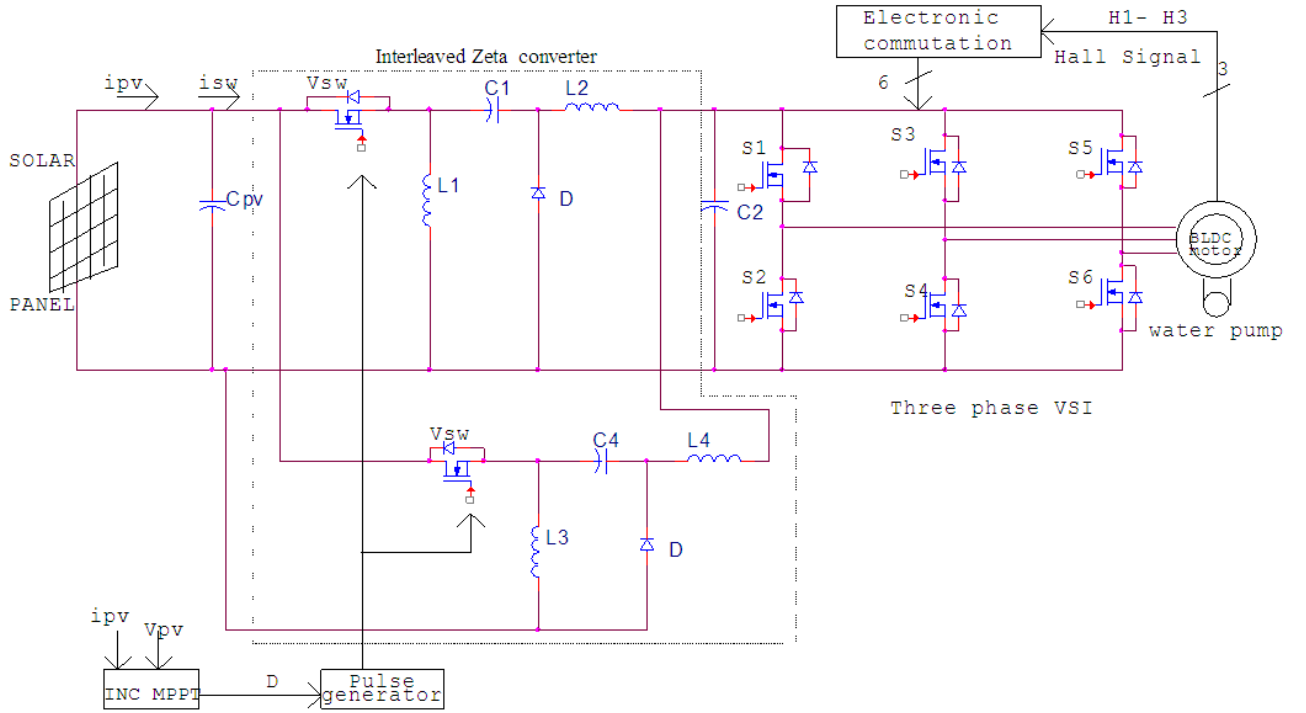 Electronic
commutation
H1- H3
Hall Signal
3
6
Interleaved Zeta converter
ipv
isw
Vsw
C1
L2
SOLAR
PANEL
Cpv
L1
D
C2
S1
S3
S5
S2
S4
S6
BLDC
motor
water pump
Three phase VSI
Vsw
C4
L4
L3
D
ipv
Vpv
INC MPPT
D
Pulse
generator